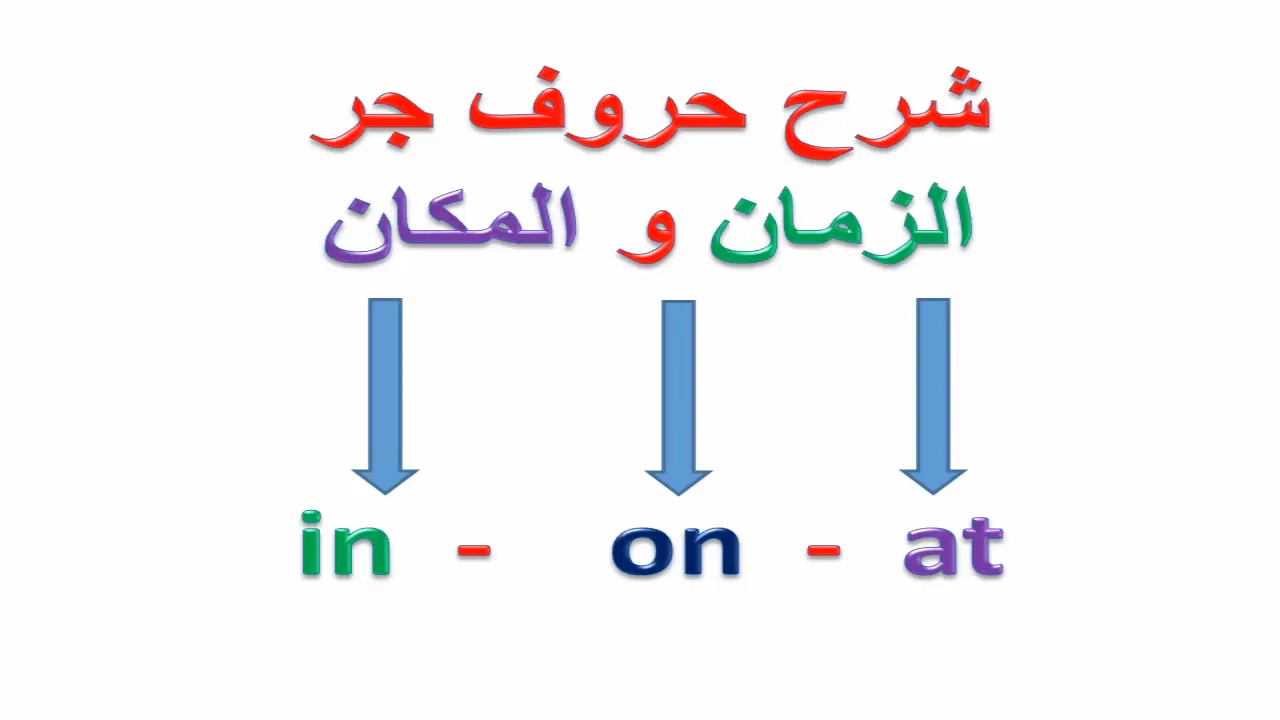 شرح حروف جر
الزمان و المكان
in - on - at